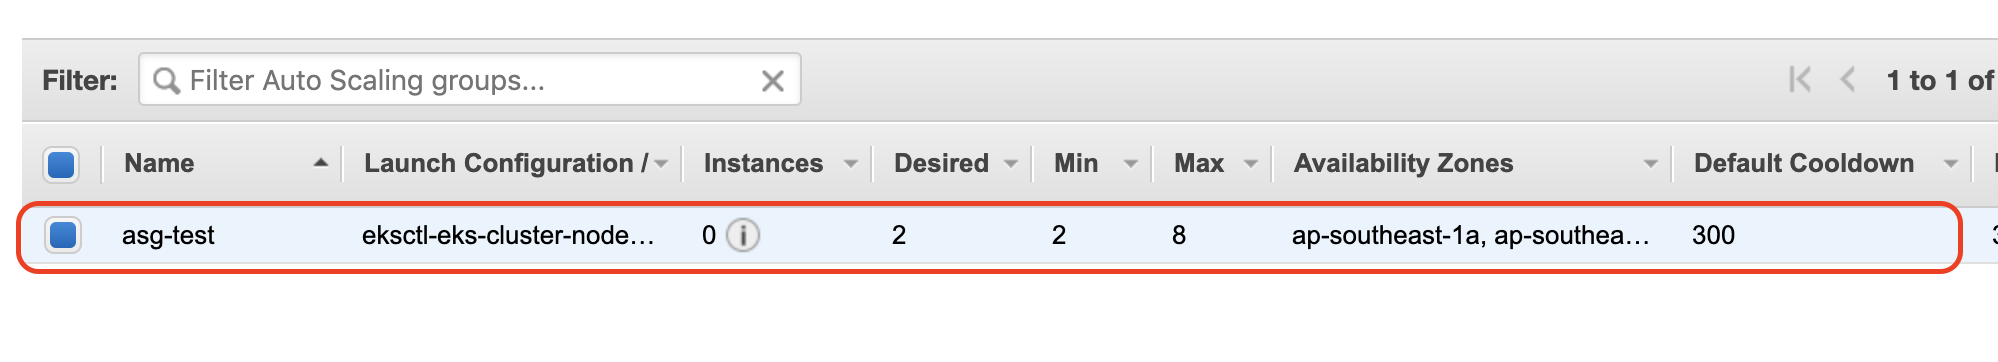 Filter: Filter Auto Scaling groups... 1 to 1 of
Name Launch Configuration / Instances Desired Min Max Availability Zones Default Cooldown
asg-test eksctl-eks-cluster-node… 0 2 2 8 ap-southeast-1a, ap-southea… 300